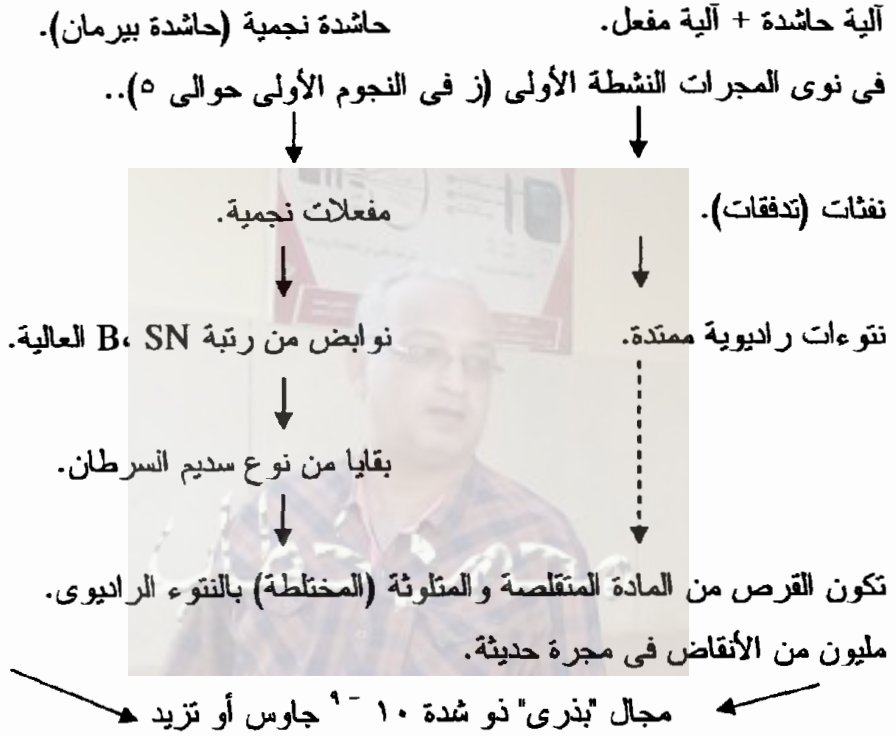 آلية حاشدة + آلية مفعل. حاشدة نجمية (حاشدة بيرمان).
فى نوى المجرات النشطة الأولى (ز فى النجوم الأولى حوالى ٥)..
نفثات (تدفقات). مفعلات نجمية.
نتوءات راديوية ممتدة. نوابض من رتبة B، SN العالية.
بقايا من نوع سديم السرطان.
تكون القرص من المادة المتقلصة والمتلوثة (المختلطة) بالنتوء الراديوى.
مليون من الأنقاض فى مجرة حديثة.
مجال "بذرى" ذو شدة ١٠ – ٩ جاوس أو تزيد